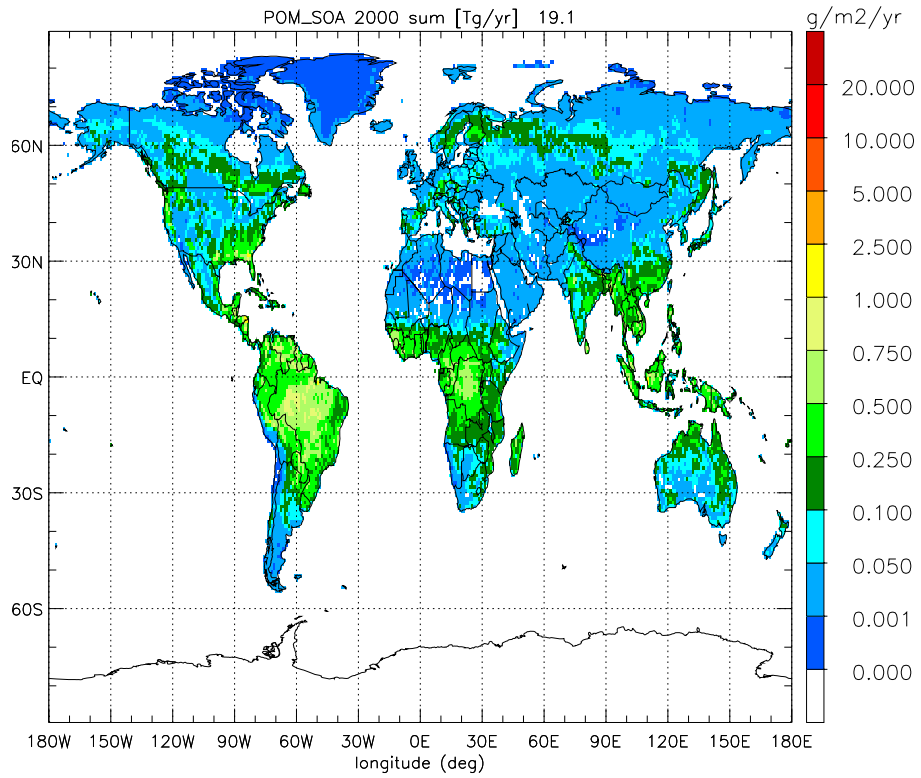 POM_SOA 2000 sum [Tg/yr] 19.1
g/m2/yr
20.000
10.000
5.000
2.500
1.000
0.750
0.500
0.250
0.100
0.050
0.001
0.000
60N
30N
EQ
30S
60S
180W 150W 120W 90W 60W 30W 0E 30E 60E 90E 120E 150E 180E
longitude (deg)